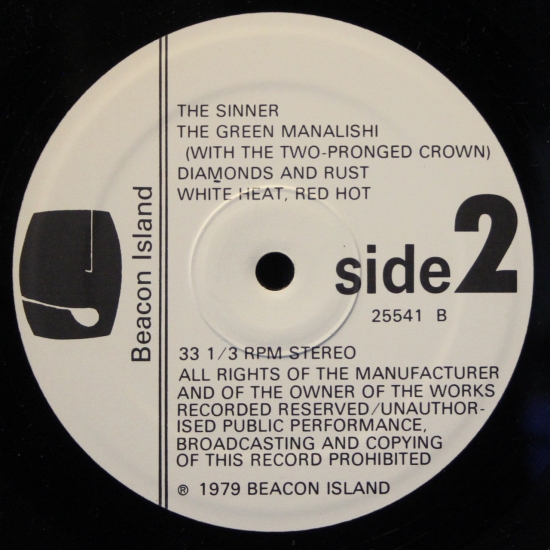 THE SINNER
THE GREEN MANALISHI
(WITH THE TWO-PRONGED CROWN)
DIAMONDS AND RUST
WHITE HEAT, RED HOT
Beacon Island
side 2
25541 B
33 1/3 RPM STEREO
ALL RIGHTS OF THE MANUFACTURER
AND OF THE OWNER OF THE WORKS
RECORDED RESERVED/UNAUTHOR-
ISED PUBLIC PERFORMANCE,
BROADCASTING AND COPYING
OF THIS RECORD PROHIBITED
℗ 1979 BEACON ISLAND